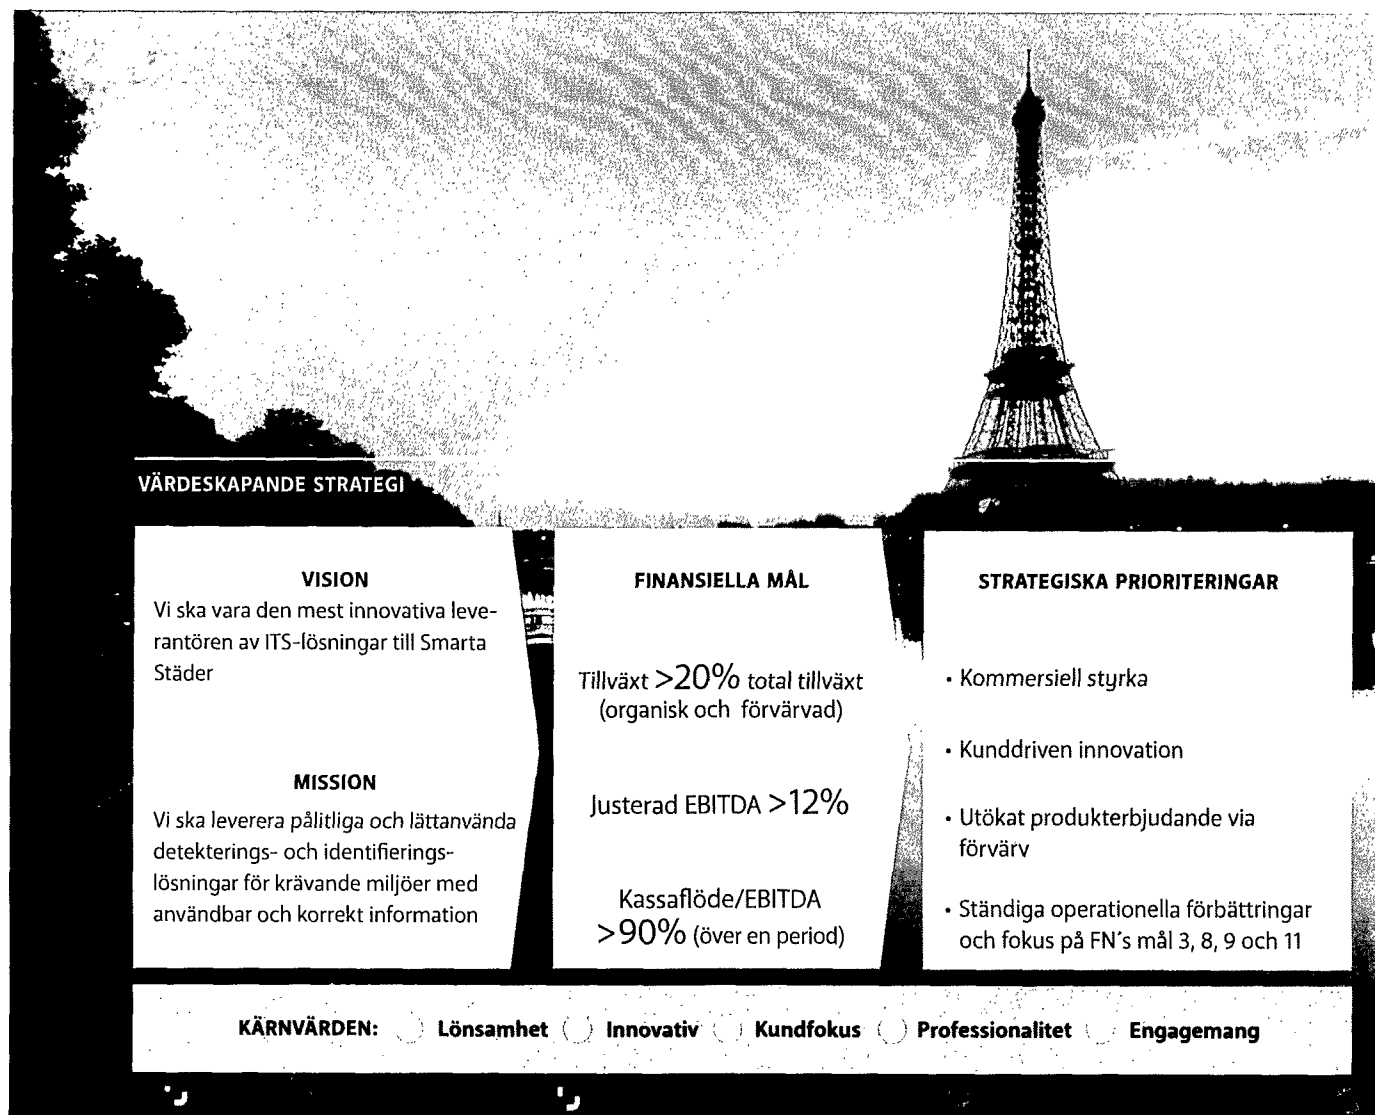 VÄRDESKAPANDE STRATEGI
VISION
Vi ska vara den mest innovativa leve-
rantören av ITS-lösningar till Smarta
Städer
MISSION
Vi ska leverera pålitliga och lättanvända
detekterings- och identifierings-
lösningar för krävande miljöer med
användbar och korrekt information
FINANSIELLA MÅL
Tillväxt >20% total tillväxt
(organisk och förvärvad)
Justerad EBITDA >12%
Kassaflöde/EBITDA
>90% (över en period)
STRATEGISKA PRIORITERINGAR
• Kommersiell styrka
• Kunddriven innovation
• Utökat produkterbjudande via
förvärv
• Ständiga operationella förbättringar
och fokus på FN´s mål 3, 8, 9 och 11
KÄRNVÄRDEN: Lönsamhet Innovativ Kundfokus Professionalitet Engagemang